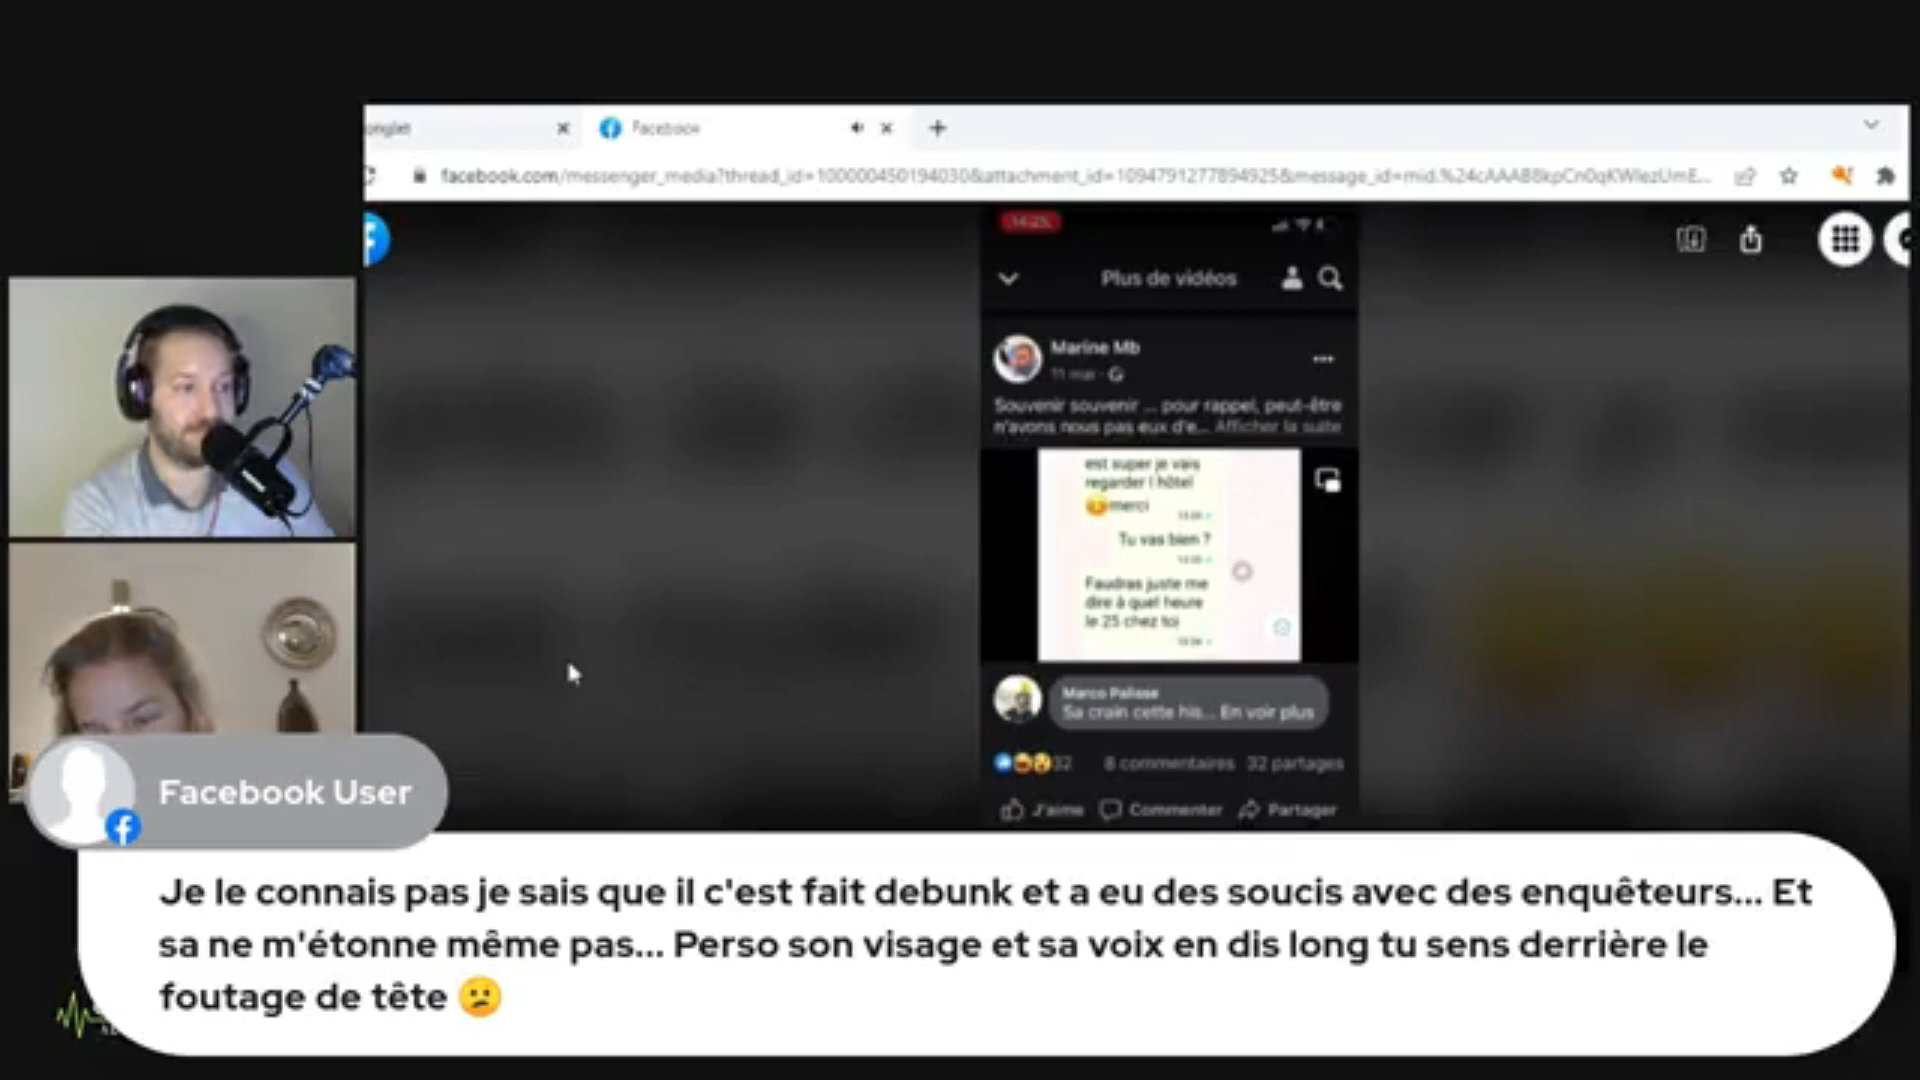 onglet
Facebook
facebook.com/messenger_media?thread_id=100000450194030&attachment_id=1094791277894925&message_id=mid.%24cAAAB8kpCn0qKWlezUmE...
14:25
Plus de vidéos
Marine Mb
11 mai
Souvenir souvenir ... pour rappel, peut-être
n'avons nous pas eux d'e... Afficher la suite
est super je vais
regarder l hôtel
merci
Tu vas bien ?
Faudras juste me
dire à quel heure
le 25 chez toi
Marco Palisse
Sa crain cette his... En voir plus
32
8 commentaires 32 partages
J'aime Commenter Partager
Facebook User
Je le connais pas je sais que il c'est fait debunk et a eu des soucis avec des enquêteurs... Et
sa ne m'étonne même pas... Perso son visage et sa voix en dis long tu sens derrière le
foutage de tête